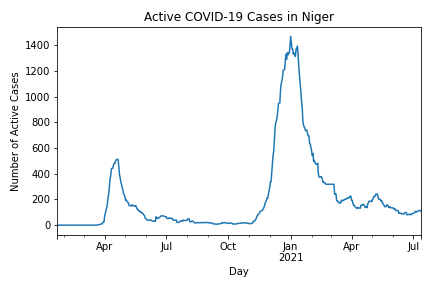 Active COVID-19 Cases in Niger
Number of Active Cases
1400
1200
1000
800
600
400
200
0
Apr Jul Oct Jan Apr Jul
2021
Day